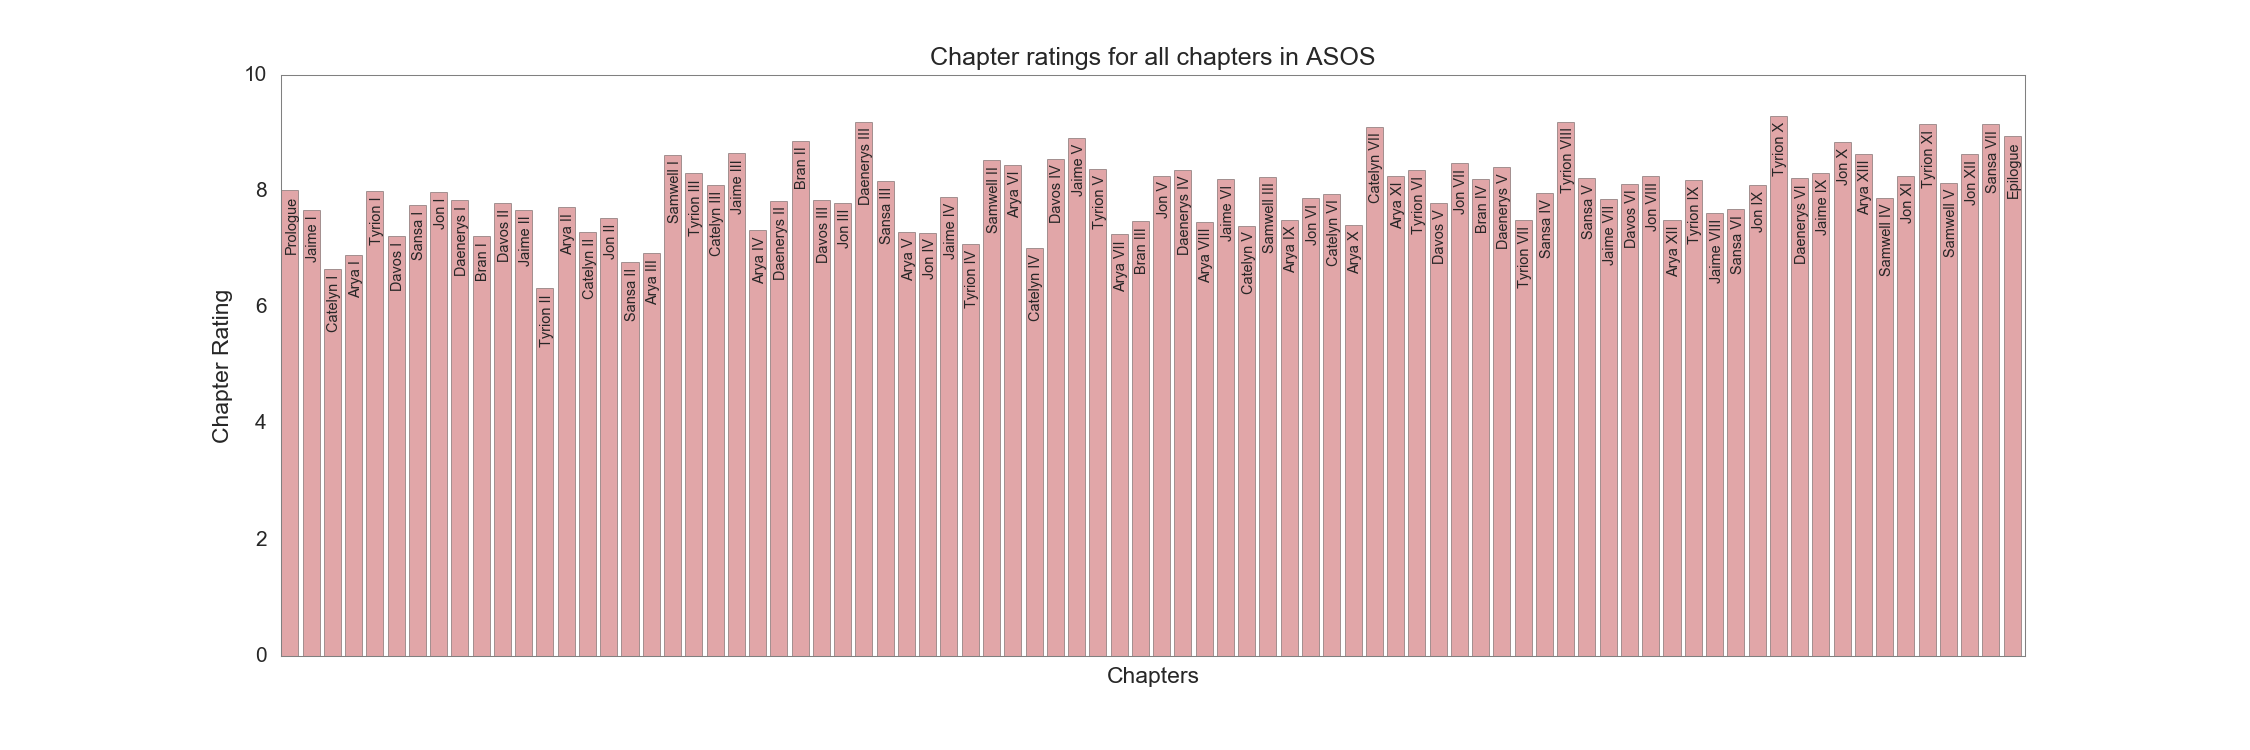 Chapter ratings for all chapters in ASOS
10
8
6
4
2
0
Chapter Rating
Prologue
Jaime I
Catelyn I
Arya I
Tyrion I
Davos I
Sansa I
Jon I
Daenerys I
Bran I
Davos II
Jaime II
Tyrion II
Arya II
Catelyn II
Jon II
Sansa II
Arya III
Samwell I
Tyrion III
Catelyn III
Jaime III
Arya IV
Daenerys II
Bran II
Davos III
Jon III
Daenerys III
Sansa III
Arya V
Jon IV
Jaime IV
Tyrion IV
Samwell II
Arya VI
Catelyn IV
Davos IV
Jaime V
Tyrion V
Arya VII
Bran III
Jon V
Daenerys IV
Arya VIII
Jaime VI
Catelyn V
Samwell III
Arya IX
Jon VI
Catelyn VI
Arya X
Catelyn VII
Arya XI
Tyrion VI
Davos V
Jon VII
Bran IV
Daenerys V
Tyrion VII
Sansa IV
Tyrion VIII
Sansa V
Jaime VII
Davos VI
Jon VIII
Arya XII
Tyrion IX
Jaime VIII
Sansa VI
Jon IX
Tyrion X
Daenerys VI
Jaime IX
Jon X
Arya XIII
Samwell IV
Jon XI
Tyrion XI
Samwell V
Jon XII
Sansa VII
Epilogue
Chapters